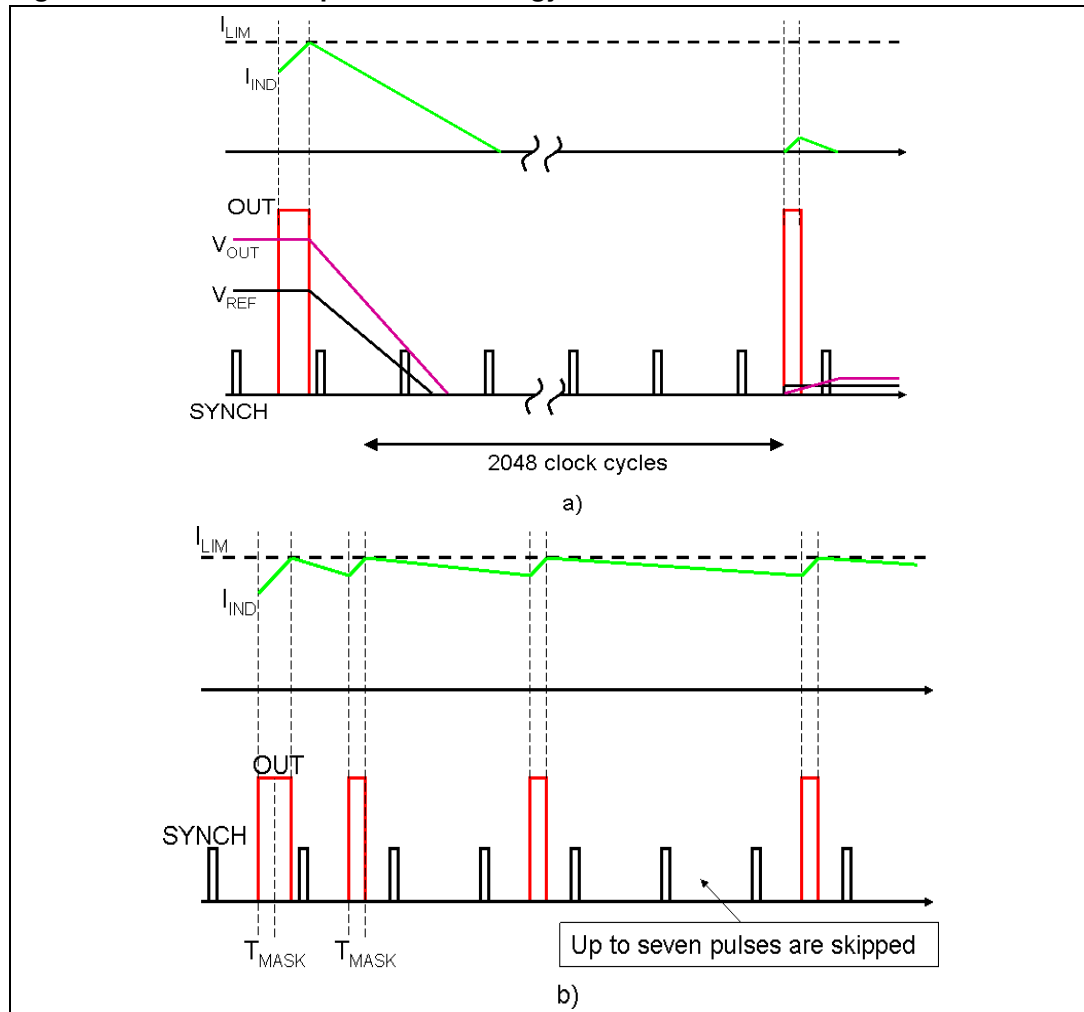 I_LIM
I_IND
OUT
V_OUT
V_REF
SYNCH
2048 clock cycles
a)
I_LIM
I_IND
OUT
SYNCH
T_MASK T_MASK
Up to seven pulses are skipped
b)